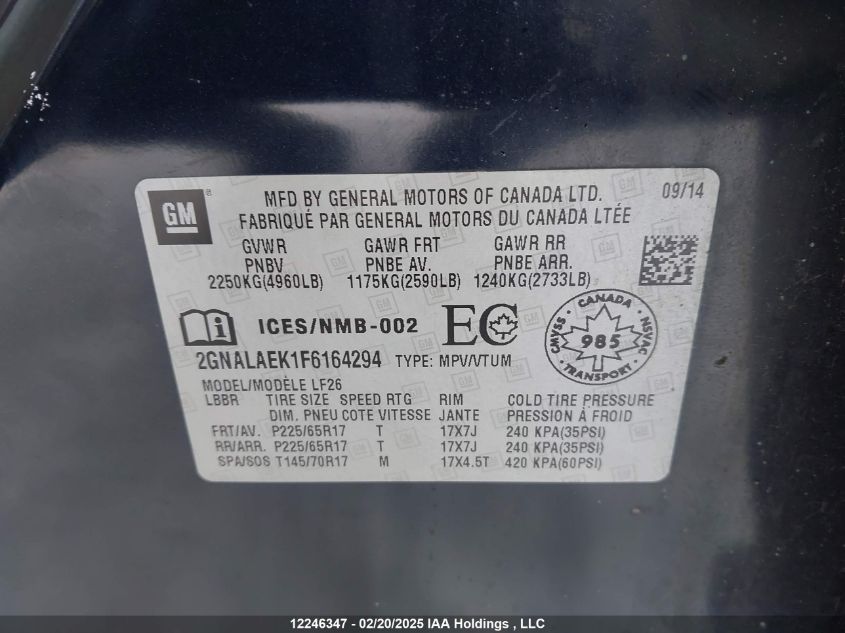 GM
MFD BY GENERAL MOTORS OF CANADA LTD. 09/14
FABRIQUÉ PAR GENERAL MOTORS DU CANADA LTÉE
GVWR GAWR FRT GAWR RR
PNBV PNBE AV. PNBE ARR.
2250KG(4960LB) 1175KG(2590LB) 1240KG(2733LB)
ICES/NMB-002 EC
CANADA
CMVSS 985 NSVAC
TRANSPORT
2GNALAEK1F6164294 TYPE: MPV/VTUM
MODEL/MODÈLE LF26
LBBR TIRE SIZE SPEED RTG RIM COLD TIRE PRESSURE
DIM. PNEU COTE VITESSE JANTE PRESSION À FROID
FRT/AV. P225/65R17 T 17X7J 240 KPA(35PSI)
RR/ARR. P225/65R17 T 17X7J 240 KPA(35PSI)
SPA/SOS T145/70R17 M 17X4.5T 420 KPA(60PSI)
12246347 - 02/20/2025 IAA Holdings , LLC